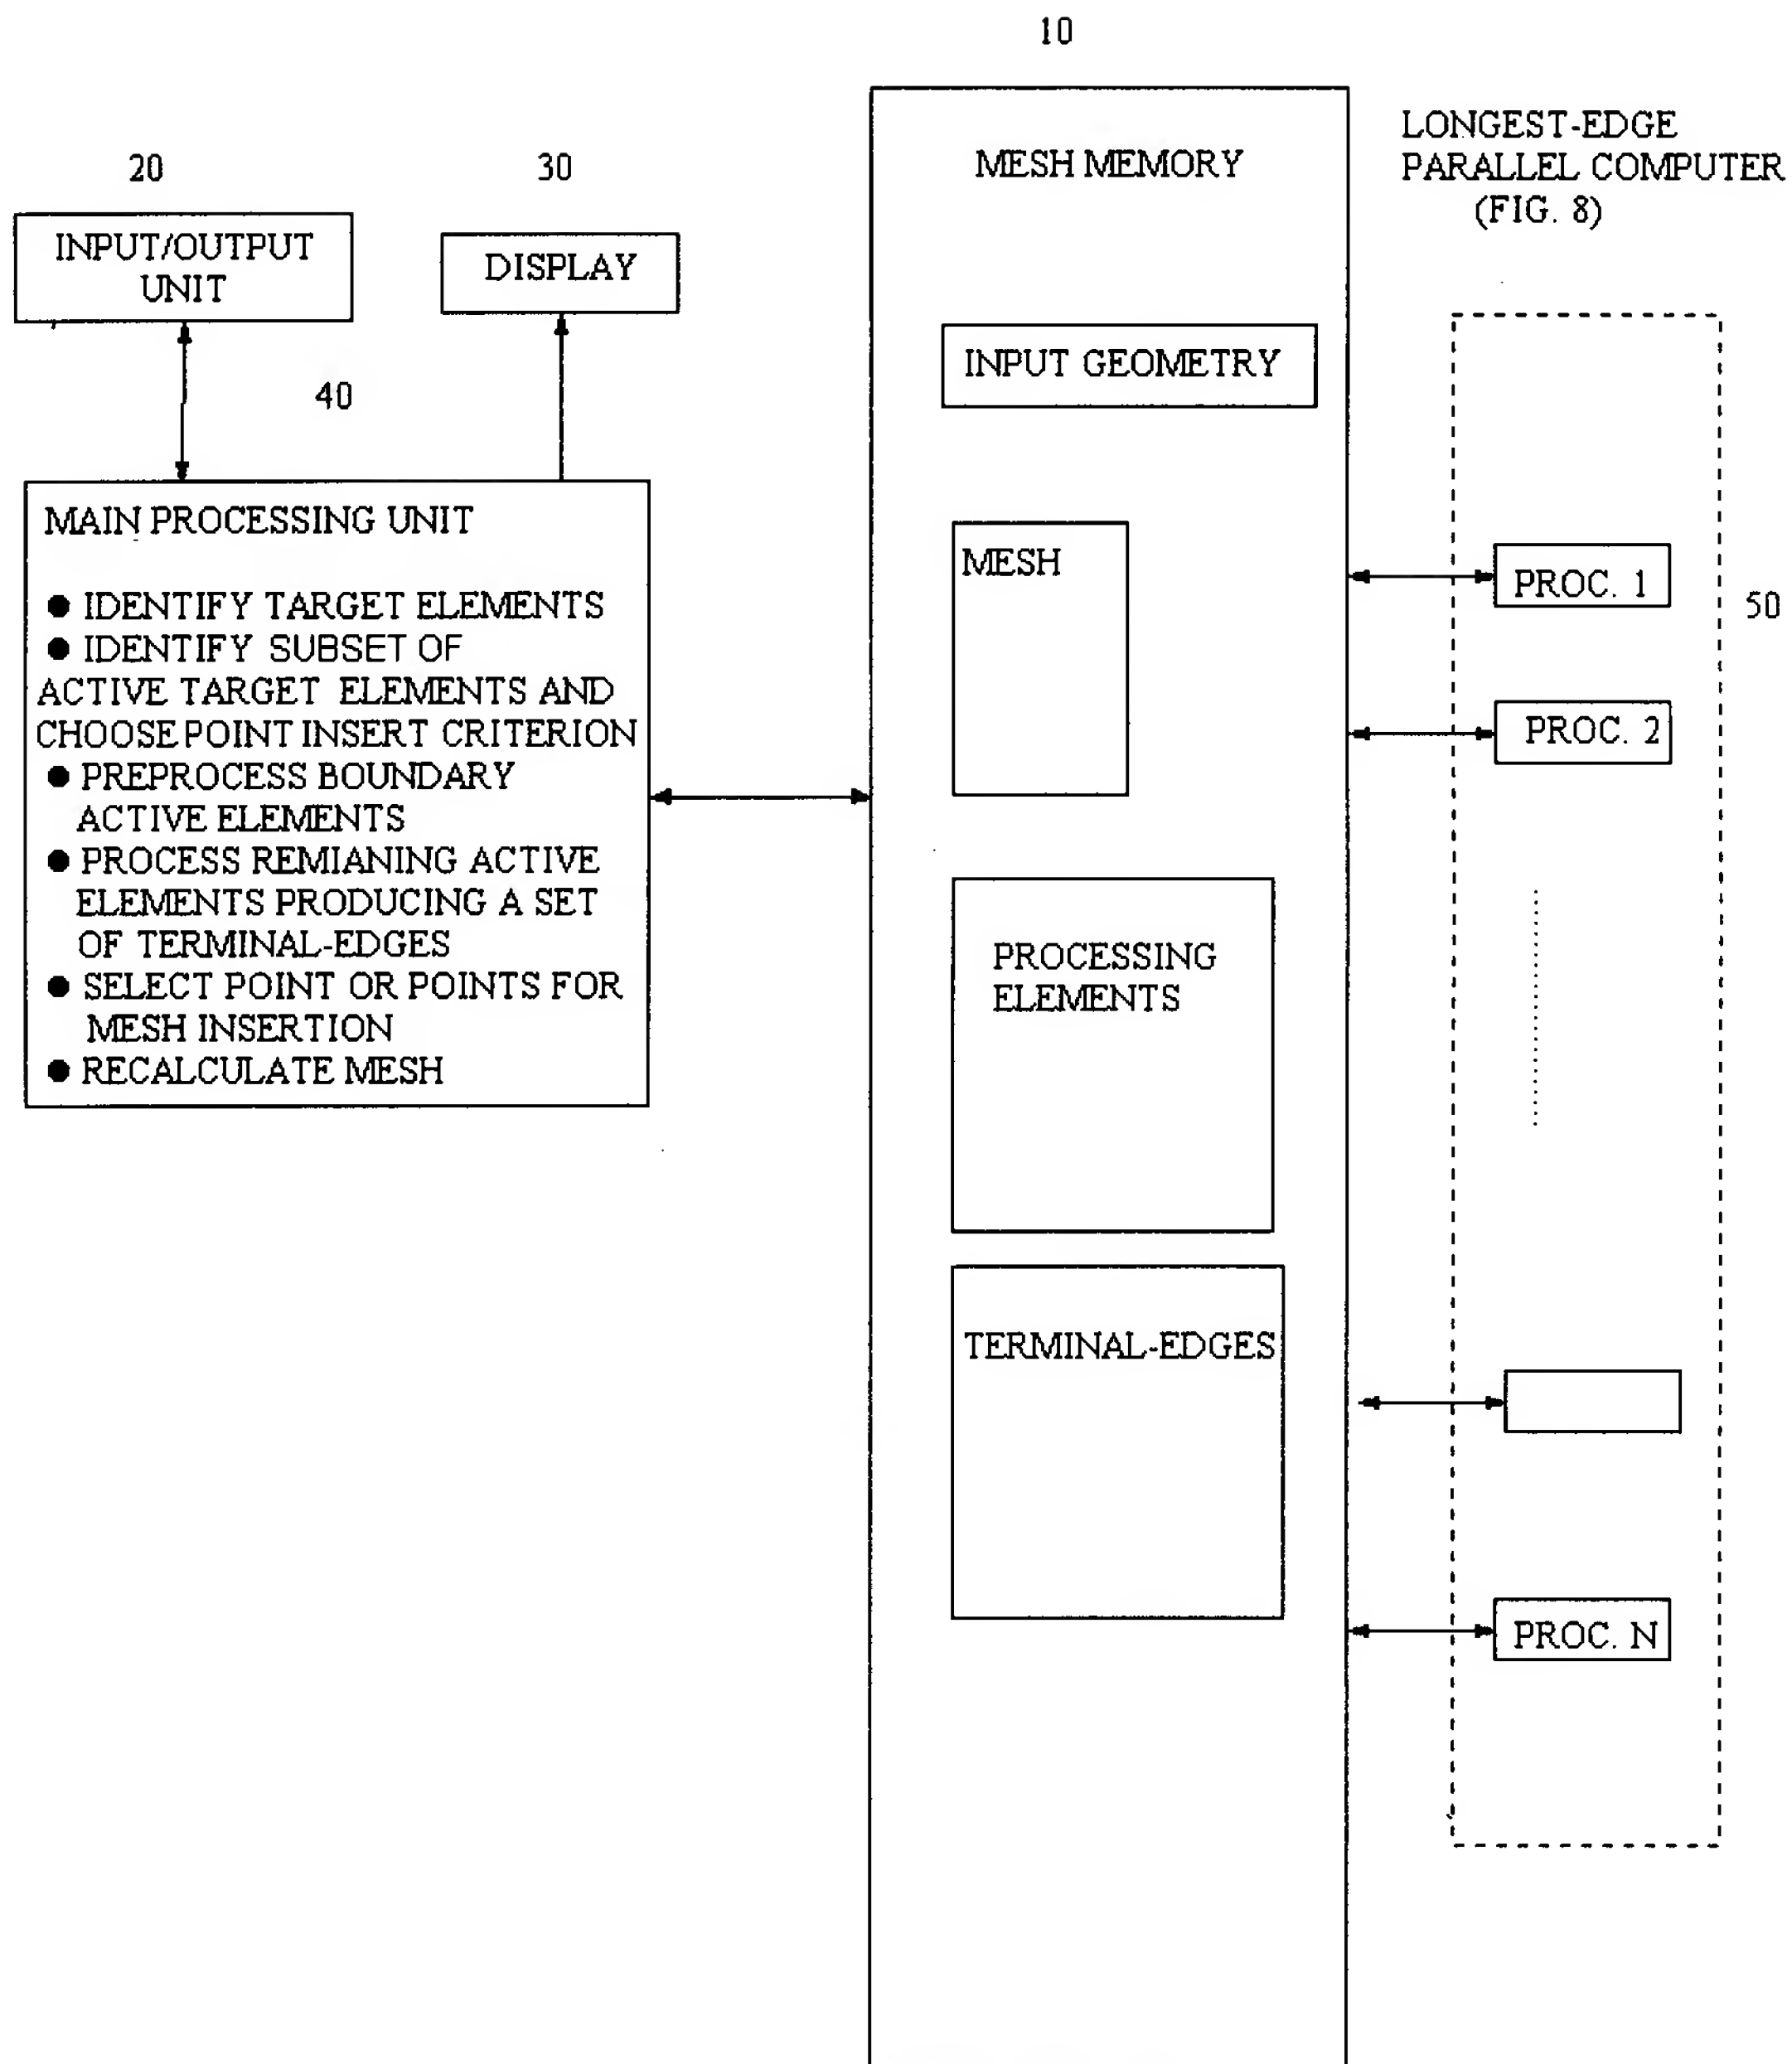 10
20
30
INPUT/OUTPUT
UNIT
DISPLAY
40
MAIN PROCESSING UNIT
● IDENTIFY TARGET ELEMENTS
● IDENTIFY SUBSET OF
ACTIVE TARGET ELEMENTS AND
CHOOSE POINT INSERT CRITERION
● PREPROCESS BOUNDARY
ACTIVE ELEMENTS
● PROCESS REMIANING ACTIVE
ELEMENTS PRODUCING A SET
OF TERMINAL-EDGES
● SELECT POINT OR POINTS FOR
MESH INSERTION
● RECALCULATE MESH
MESH MEMORY
INPUT GEOMETRY
MESH
PROCESSING
ELEMENTS
TERMINAL-EDGES
LONGEST-EDGE
PARALLEL COMPUTER
(FIG. 8)
PROC. 1
50
PROC. 2
PROC. N